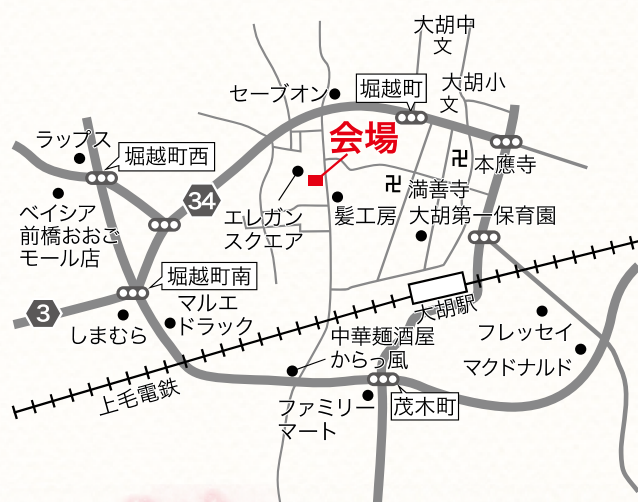 大胡中
文
セーブオン
堀越町
大胡小
文
会場
ラップス
堀越町西
本應寺
満善寺
34
ベイシア
前橋おおご
モール店
エレガン
スクエア
髪工房
大胡第一保育園
堀越町南
3
マルエ
ドラック
しまむら
大胡駅
フレッセイ
中華麺酒屋
からっ風
マクドナルド
上毛電鉄
ファミリー
マート
茂木町